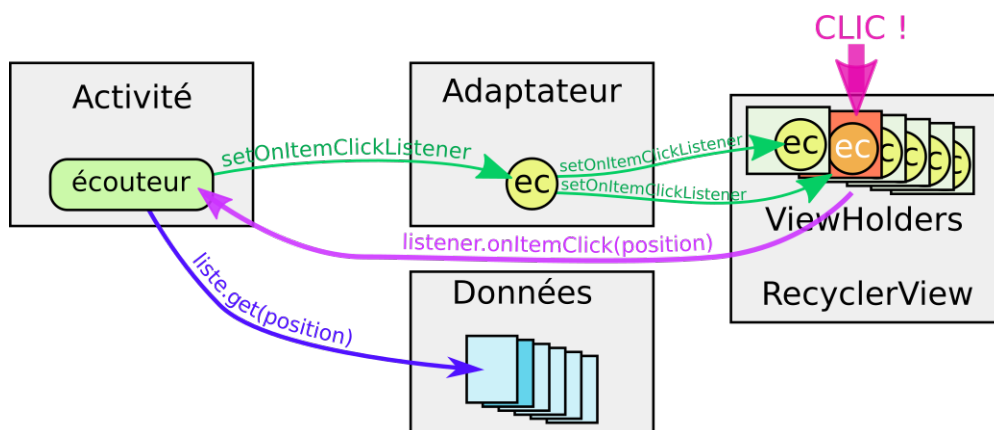 CLIC !
Activité
Adaptateur
setOnItemClickListener
setOnItemClickListener
setOnItemClickListener
écouteur
ec
ec
ec
c
c
c
c
ViewHolders
listener.onItemClick(position)
RecyclerView
Données
liste.get(position)